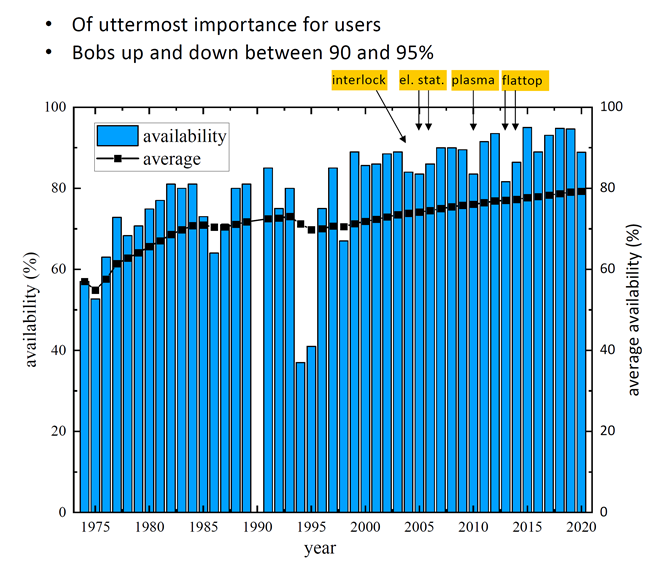 • Of uttermost importance for users
• Bobs up and down between 90 and 95%
interlock el. stat. plasma flattop
100 100
availability
average
80 80
60 60
40 40
20 20
0 0
availability (%)
average availability (%)
1975 1980 1985 1990 1995 2000 2005 2010 2015 2020
year